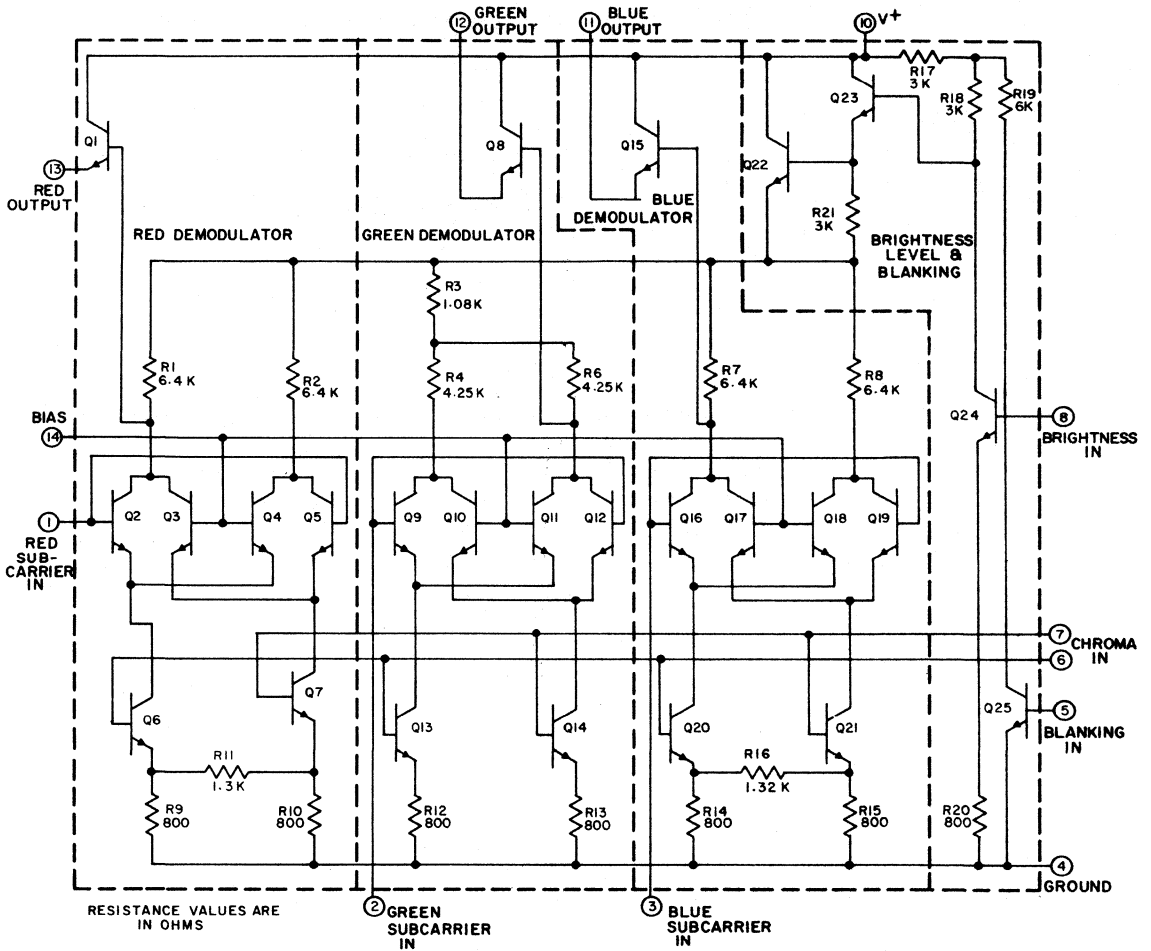 12
GREEN
OUTPUT
11
BLUE
OUTPUT
10
V+
R17
3K
R18
3K
R19
6K
Q1
Q8
Q15
Q22
Q23
13
RED
OUTPUT
R21
3K
BLUE
DEMODULATOR
RED DEMODULATOR
GREEN DEMODULATOR
BRIGHTNESS
LEVEL &
BLANKING
R3
1.08K
R1
6.4K
R2
6.4K
R4
4.25K
R6
4.25K
R7
6.4K
R8
6.4K
BIAS
14
Q24
8
BRIGHTNESS
IN
1
RED
SUB-
CARRIER
IN
Q2
Q3
Q4
Q5
Q9
Q10
Q11
Q12
Q16
Q17
Q18
Q19
7
CHROMA
IN
6
Q6
Q7
Q13
Q14
Q20
Q21
Q25
5
BLANKING
IN
R11
1.3K
R16
1.32K
R9
800
R10
800
R12
800
R13
800
R14
800
R15
800
R20
800
4
GROUND
RESISTANCE VALUES ARE
IN OHMS
2
GREEN
SUBCARRIER
IN
3
BLUE
SUBCARRIER
IN